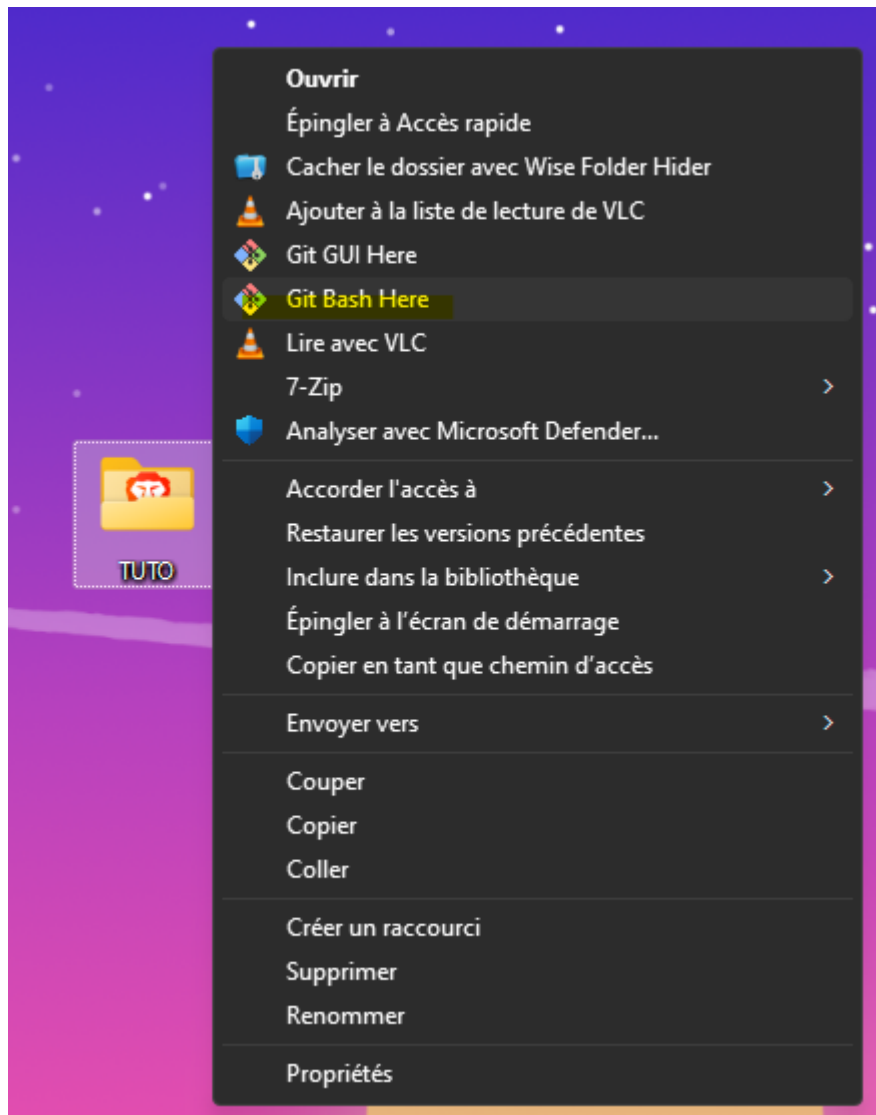 Ouvrir
Épingler à Accès rapide
Cacher le dossier avec Wise Folder Hider
Ajouter à la liste de lecture de VLC
Git GUI Here
Git Bash Here
Lire avec VLC
7-Zip
Analyser avec Microsoft Defender...
Accorder l'accès à
Restaurer les versions précédentes
Inclure dans la bibliothèque
Épingler à l’écran de démarrage
Copier en tant que chemin d’accès
Envoyer vers
Couper
Copier
Coller
Créer un raccourci
Supprimer
Renommer
Propriétés
TUTO